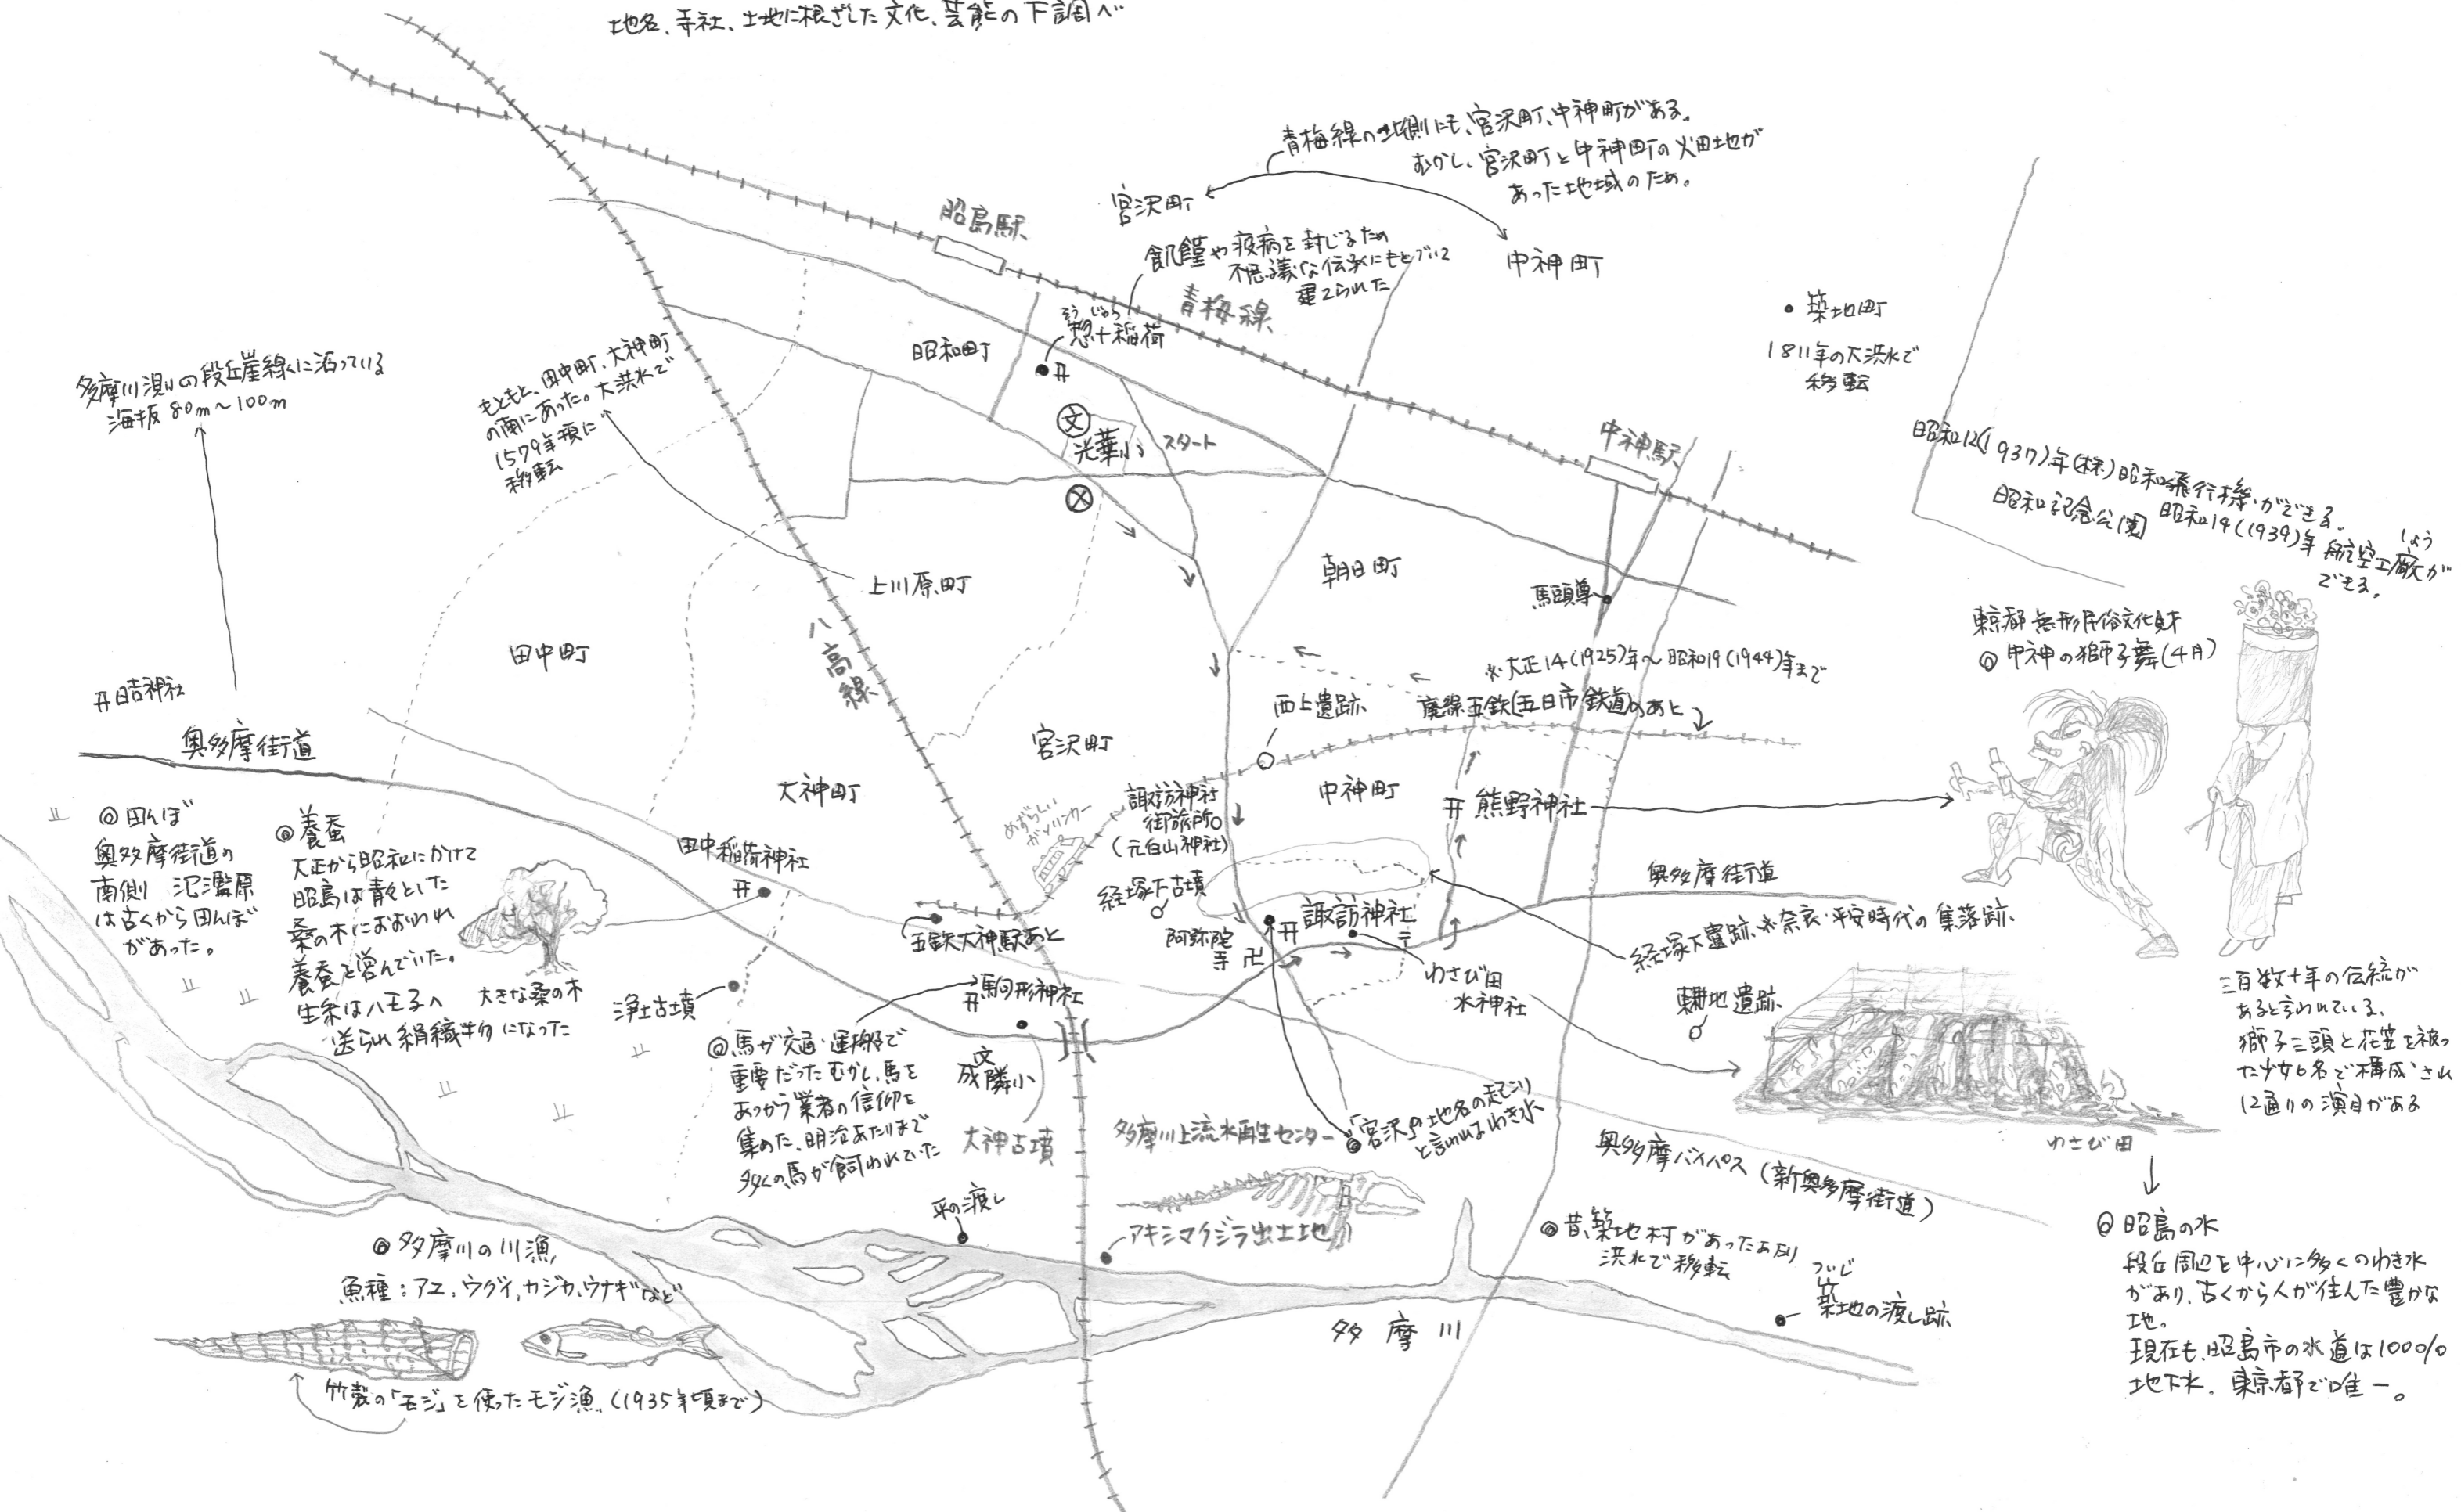 地名、寺社、土地に根ざした文化、芸能の下調べ
青梅線の北側にも、宮沢町、中神町がある。
むかし、宮沢町と中神町の畑地が
あった地域のため。
宮沢町
中神町
昭島駅
飢饉や疫病を封じるため
不思議な伝承にもとづいて
建てられた
青梅線
そうじゅう
惣十稲荷
昭和町
築地町
1811年の大洪水で
移転
多摩川沿いの段丘崖線に沿っている
海抜80m〜100m
もともと、田中町、大神町
の南にあった。大洪水で
1579年頃に
移転
文
光華小
スタート
中神駅
昭和12(1937)年(株)昭和飛行機ができる。
昭和記念公園
昭和14(1939)年航空工廠が
しょう
できる。
上川原町
朝日町
馬頭尊
八高線
田中町
日吉神社
奥多摩街道
東京都無形民俗文化財
◎中神の獅子舞(4月)
※大正14(1925)年〜昭和19(1944)年まで
廃線五鉄(五日市鉄道)のあと
西上遺跡
宮沢町
大神町
中神町
熊野神社
諏訪神社
御旅所
(元白山神社)
めずらしい
ガソリンカー
田中稲荷神社
経塚下古墳
諏訪神社
奥多摩街道
◎田んぼ
奥多摩街道の
南側 氾濫原
は古くから田んぼ
があった。
◎養蚕
大正から昭和にかけて
昭島は青々とした
桑の木におおわれ
養蚕を営んでいた。
生糸は八王子へ
送られ絹織物になった
大きな桑の木
五鉄大神駅あと
阿弥陀寺
卍
〒
わさび田
水神社
経塚下遺跡※奈良・平安時代の集落跡
浄土古墳
駒形神社
◎馬が交通・運搬で
重要だったむかし、馬を
あつかう業者の信仰を
集めた、明治あたりまで
多くの馬が飼われていた
文
成隣小
大神古墳
多摩川上流水再生センター
◎「宮沢」の地名の起こり
と言われるわき水
三百数十年の伝統が
あると言われている。
獅子三頭と花笠を被っ
た少女6名で構成され
12通りの演目がある
わさび田
奥多摩バイパス(新奥多摩街道)
平の渡し
アキシマクジラ出土地
◎昔、築地村があったあたり
洪水で移転
ついじ
築地の渡し跡
◎昭島の水
段丘周辺を中心に多くのわき水
があり、古くから人が住んだ豊かな
地。
現在も、昭島市の水道は100%
地下水。東京都で唯一。
◎多摩川の川漁
魚種:アユ、ウグイ、カジカ、ウナギなど
竹製の「モジ」を使ったモジ漁(1935年頃まで)
多摩川